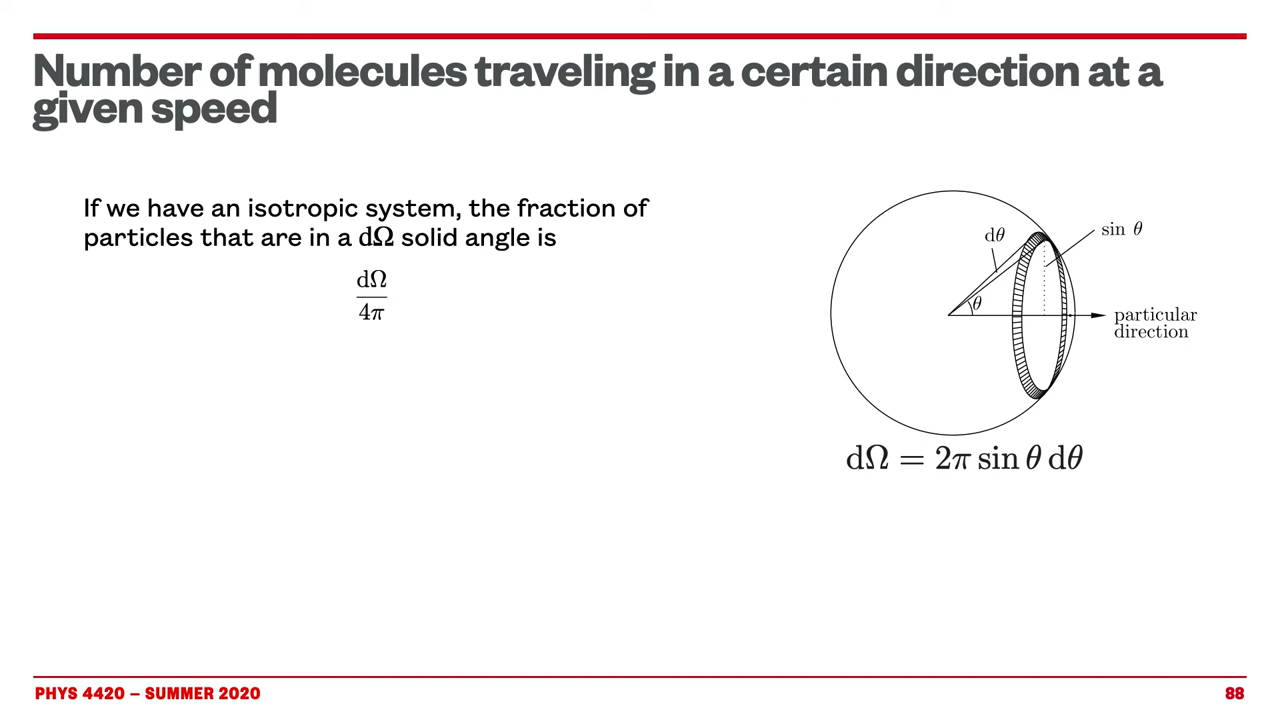 Number of molecules traveling in a certain direction at a
given speed
If we have an isotropic system, the fraction of
particles that are in a dΩ solid angle is
dΩ
4π
dθ
sin θ
θ
particular
direction
dΩ = 2π sin θ dθ
PHYS 4420 – SUMMER 2020
88